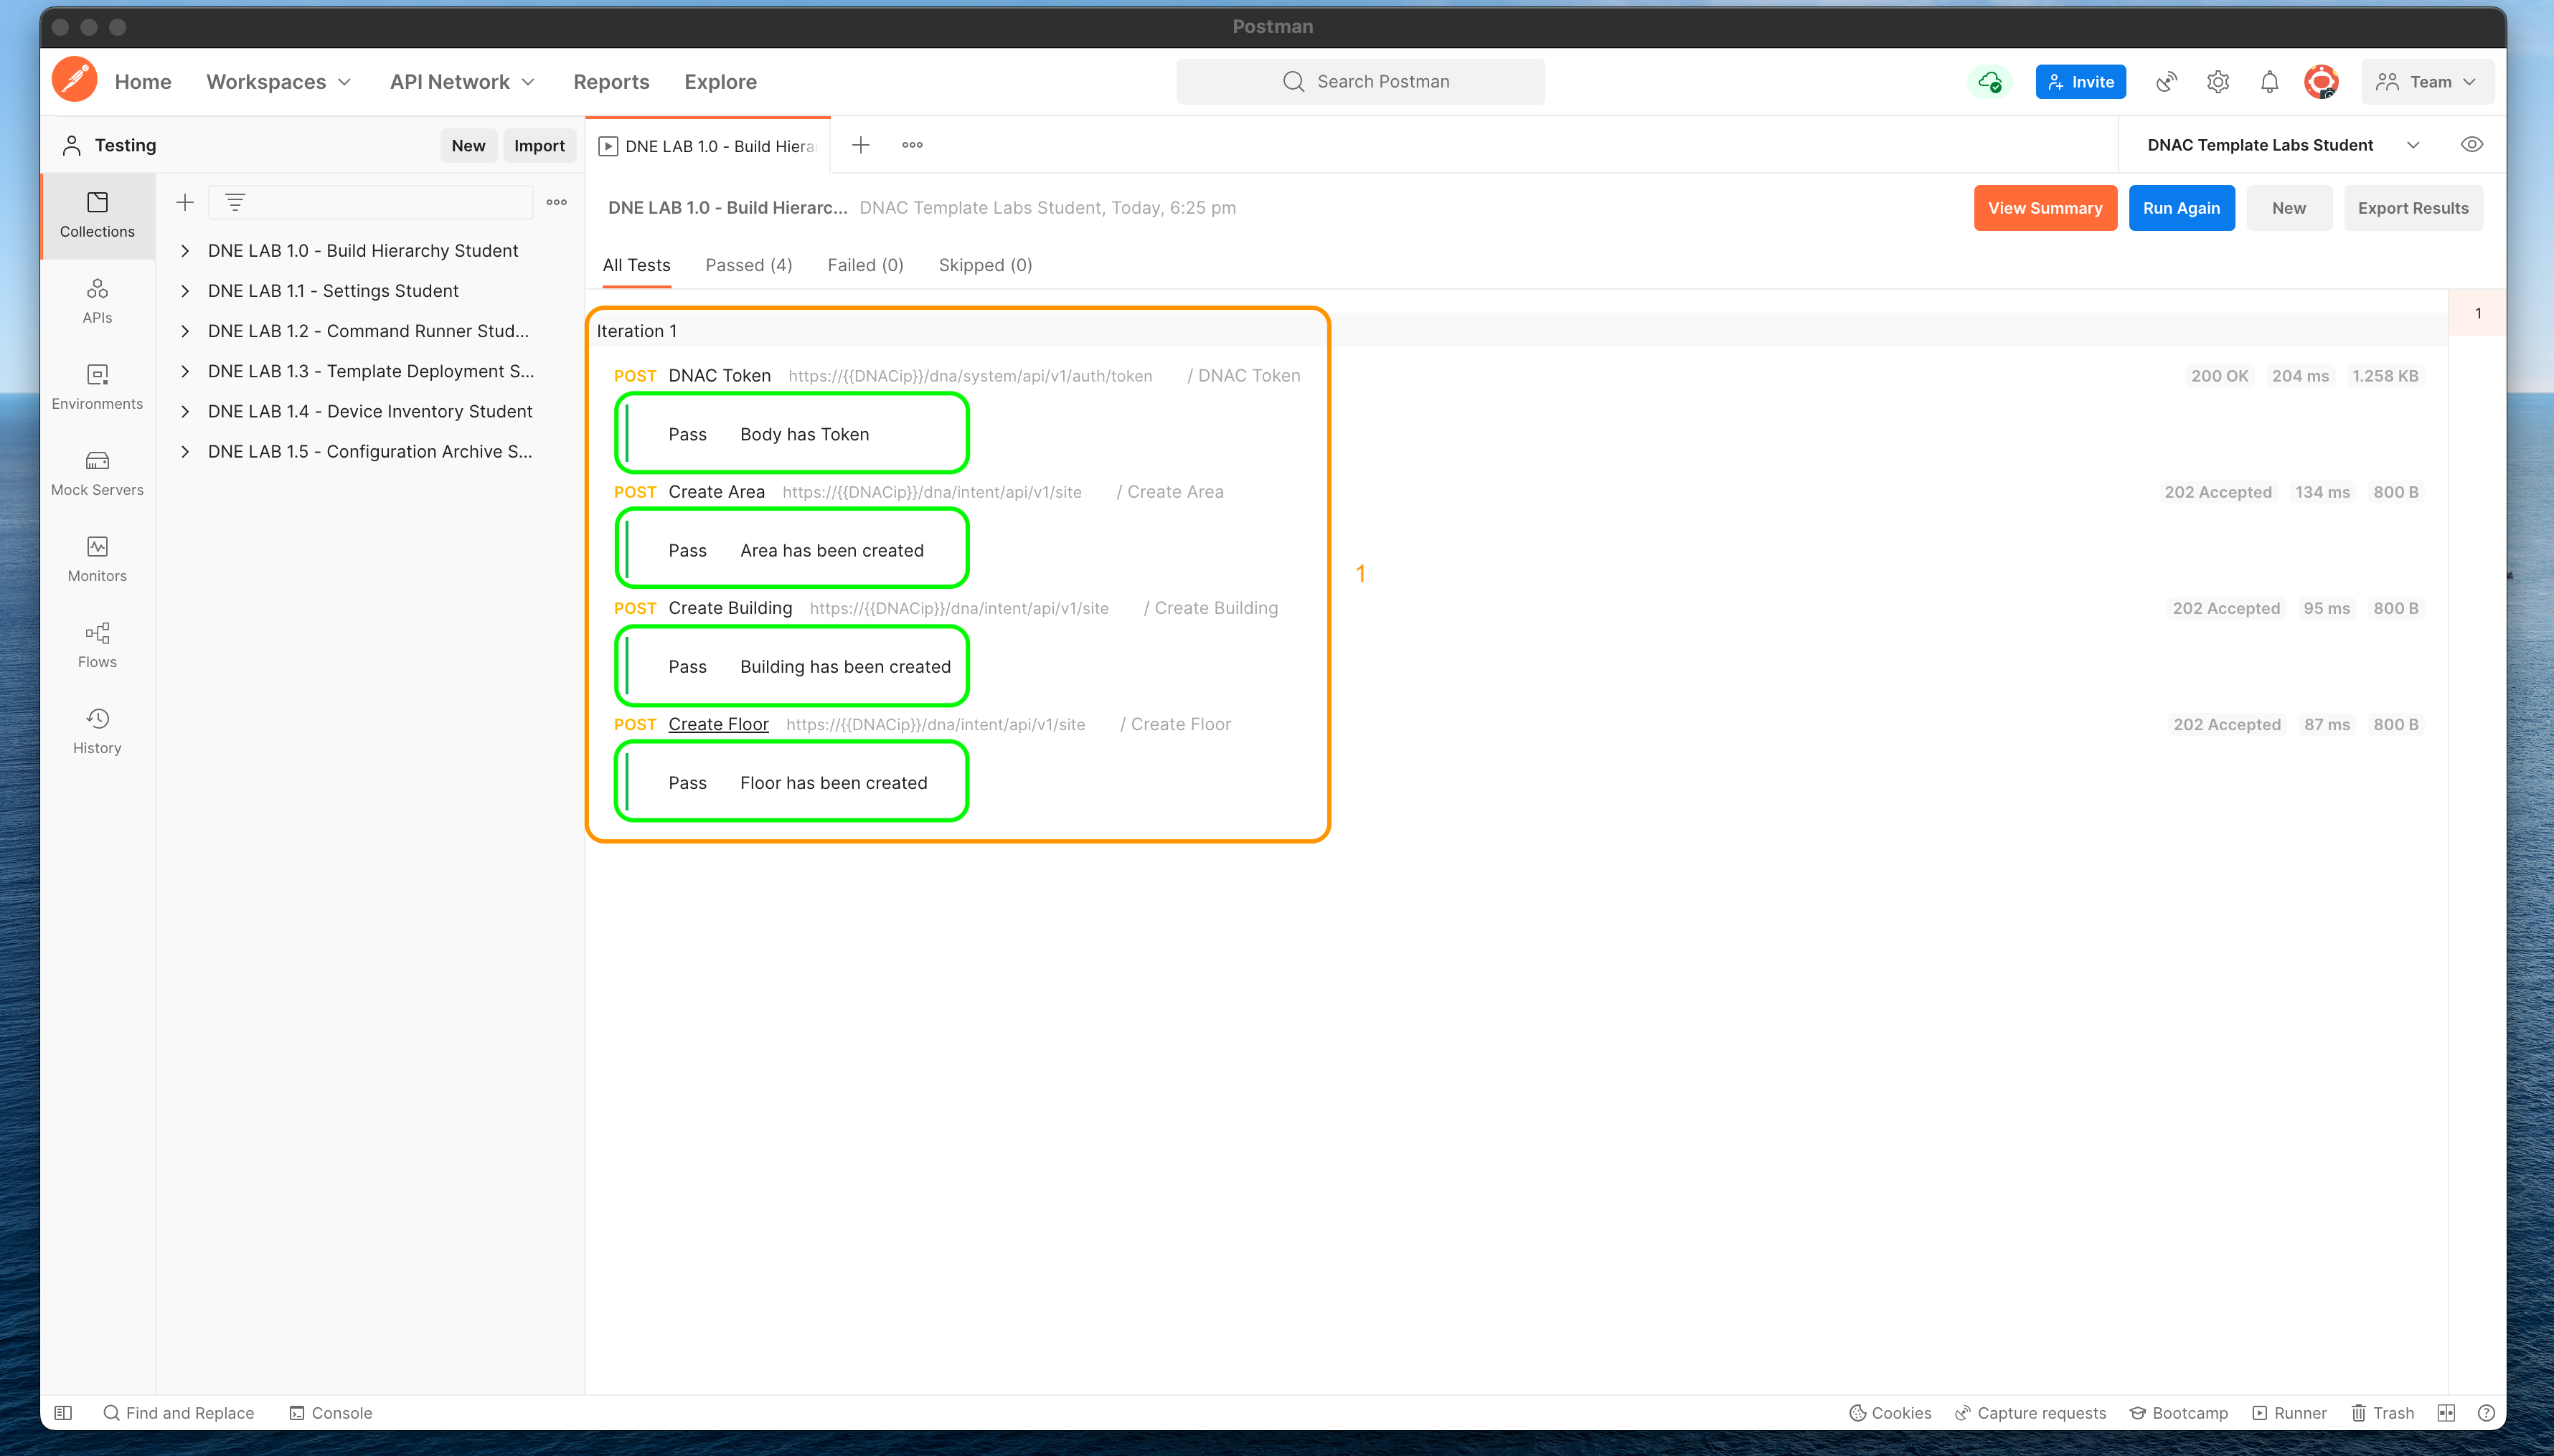 Postman
Home Workspaces API Network Reports Explore Search Postman Invite Team
Testing New Import DNE LAB 1.0 - Build Hiera DNAC Template Labs Student
DNE LAB 1.0 - Build Hierarc... DNAC Template Labs Student, Today, 6:25 pm View Summary Run Again New Export Results
Collections
APIs
Environments
Mock Servers
Monitors
Flows
History
DNE LAB 1.0 - Build Hierarchy Student
DNE LAB 1.1 - Settings Student
DNE LAB 1.2 - Command Runner Stud...
DNE LAB 1.3 - Template Deployment S...
DNE LAB 1.4 - Device Inventory Student
DNE LAB 1.5 - Configuration Archive S...
All Tests Passed (4) Failed (0) Skipped (0)
Iteration 1
1
POST DNAC Token https://{{DNACip}}/dna/system/api/v1/auth/token / DNAC Token 200 OK 204 ms 1.258 KB
Pass Body has Token
POST Create Area https://{{DNACip}}/dna/intent/api/v1/site / Create Area 202 Accepted 134 ms 800 B
Pass Area has been created
1
POST Create Building https://{{DNACip}}/dna/intent/api/v1/site / Create Building 202 Accepted 95 ms 800 B
Pass Building has been created
POST Create Floor https://{{DNACip}}/dna/intent/api/v1/site / Create Floor 202 Accepted 87 ms 800 B
Pass Floor has been created
Find and Replace Console Cookies Capture requests Bootcamp Runner Trash